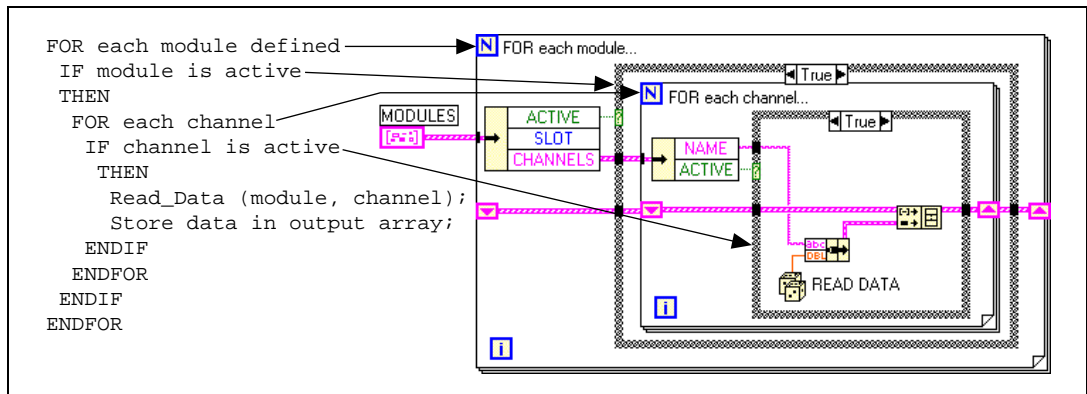 FOR each module defined
IF module is active
THEN
FOR each channel
IF channel is active
THEN
Read_Data (module, channel);
Store data in output array;
ENDIF
ENDFOR
ENDIF
ENDFOR
N FOR each module...
True
N FOR each channel...
True
MODULES
ACTIVE
SLOT
CHANNELS
?
NAME
ACTIVE
?
abc
DBL
READ DATA
i
i